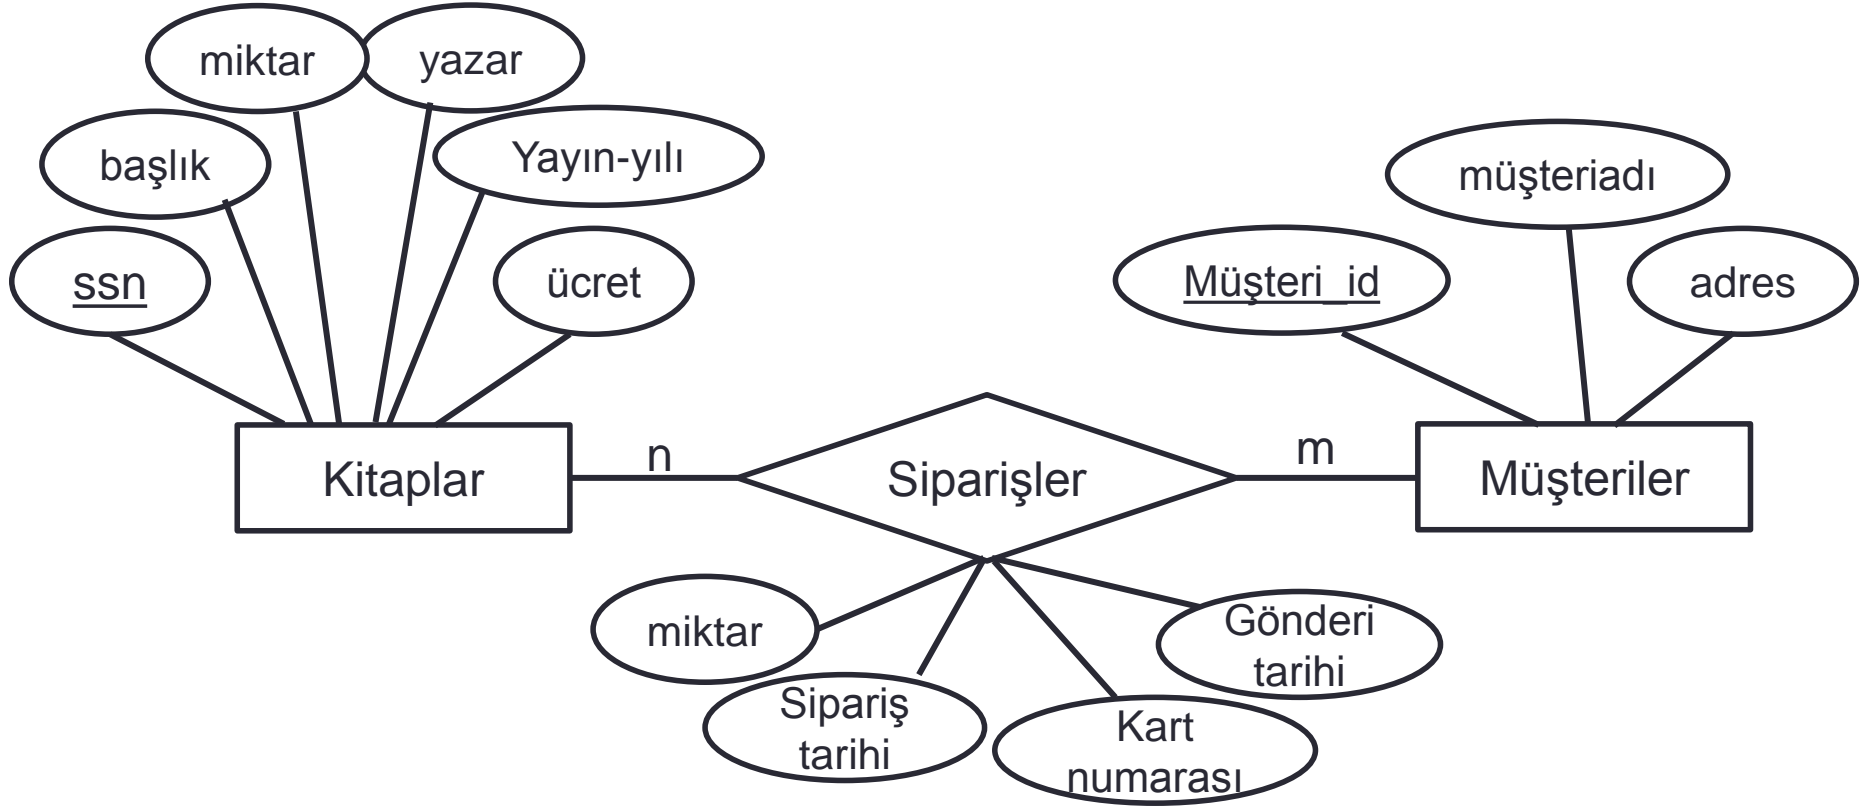 miktar
yazar
başlık
Yayın-yılı
müşteriadı
ssn
ücret
Müşteri_id
adres
Kitaplar
n
Siparişler
m
Müşteriler
miktar
Sipariş
tarihi
Kart
numarası
Gönderi
tarihi